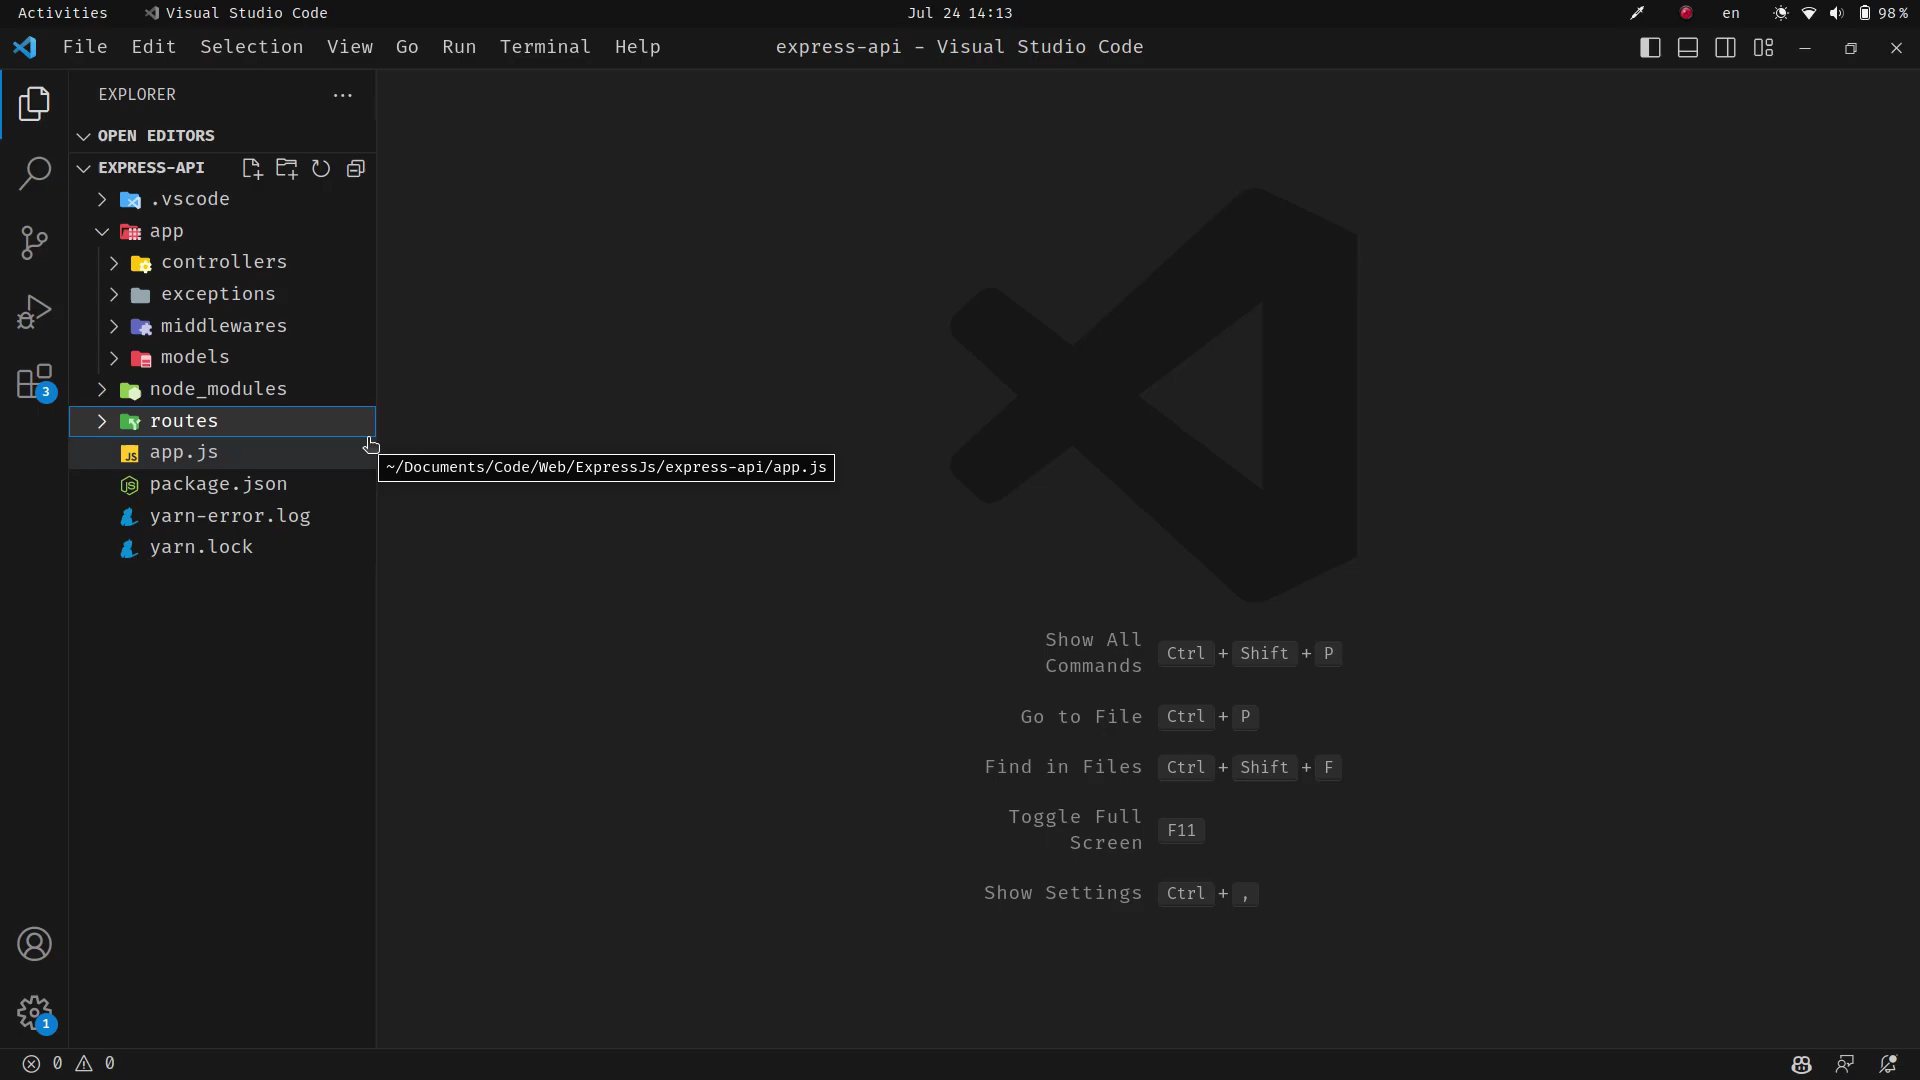 Activities Visual Studio Code Jul 24 14:13 en 98%
File Edit Selection View Go Run Terminal Help express-api - Visual Studio Code
EXPLORER
OPEN EDITORS
EXPRESS-API
.vscode
app
controllers
exceptions
middlewares
models
node_modules
routes
app.js
~/Documents/Code/Web/ExpressJs/express-api/app.js
package.json
yarn-error.log
yarn.lock
3
Show All
Commands Ctrl + Shift + P
Go to File Ctrl + P
Find in Files Ctrl + Shift + F
Toggle Full
Screen F11
Show Settings Ctrl + ,
1
0 0